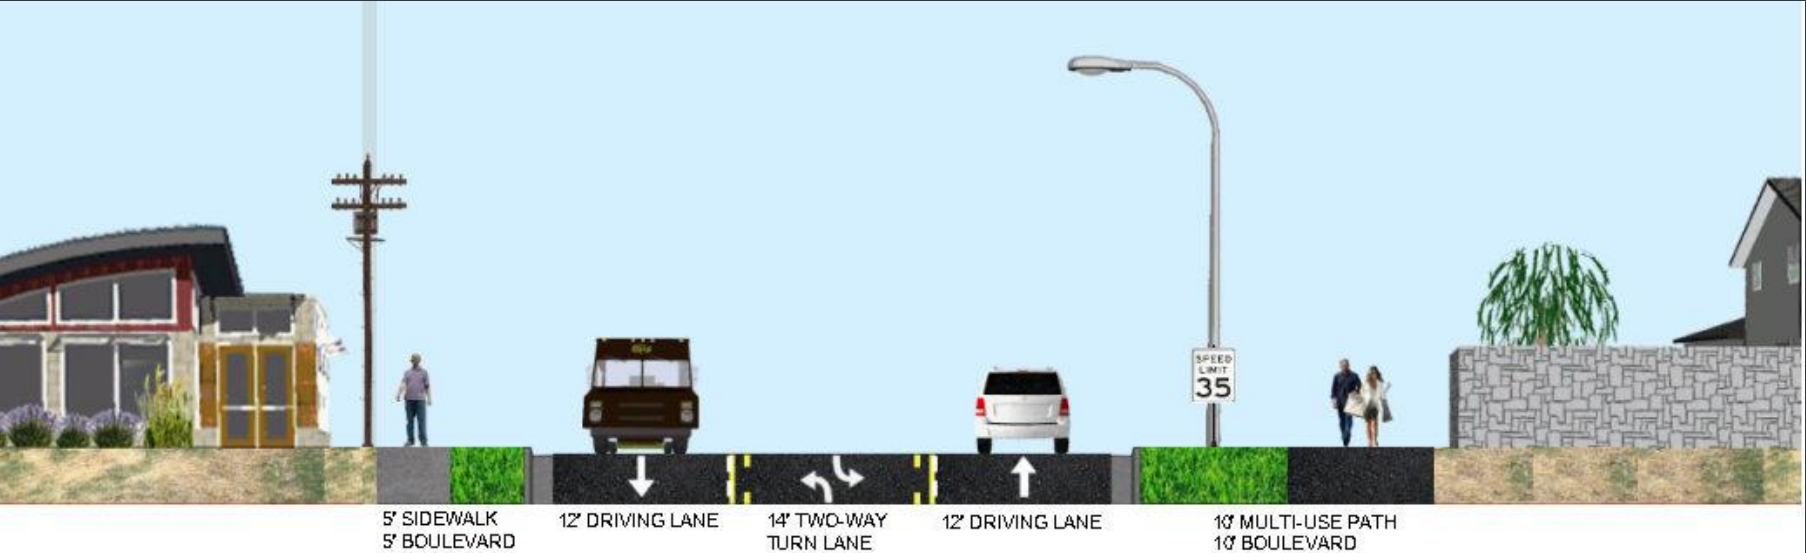 SPEED
LIMIT
35
5' SIDEWALK
5' BOULEVARD
12' DRIVING LANE
14' TWO-WAY
TURN LANE
12' DRIVING LANE
10' MULTI-USE PATH
10' BOULEVARD